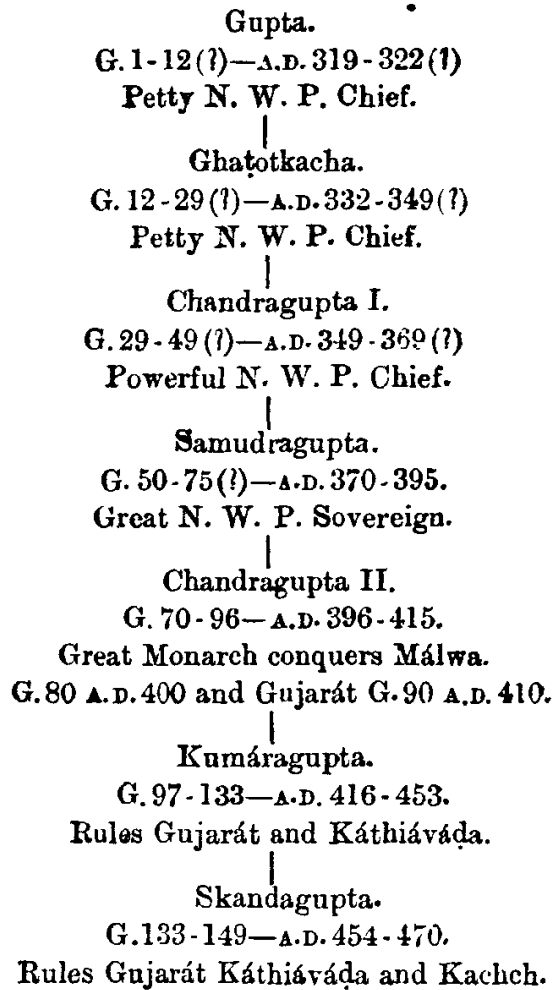 Gupta.
G. 1-12 (?)—A.D. 319-322 (?)
Petty N. W. P. Chief.
Ghaṭotkacha.
G. 12-29 (?)—A.D. 332-349 (?)
Petty N. W. P. Chief.
Chandragupta I.
G. 29-49 (?)—A.D. 349-369 (?)
Powerful N. W. P. Chief.
Samudragupta.
G. 50-75 (?)—A.D. 370-395.
Great N. W. P. Sovereign.
Chandragupta II.
G. 70-96—A.D. 396-415.
Great Monarch conquers Málwa.
G. 80 A.D. 400 and Gujarát G. 90 A.D. 410.
Kumáragupta.
G. 97-133—A.D. 416-453.
Rules Gujarát and Káthiáváḍa.
Skandagupta.
G. 133-149—A.D. 454-470.
Rules Gujarát Káthiáváḍa and Kachch.